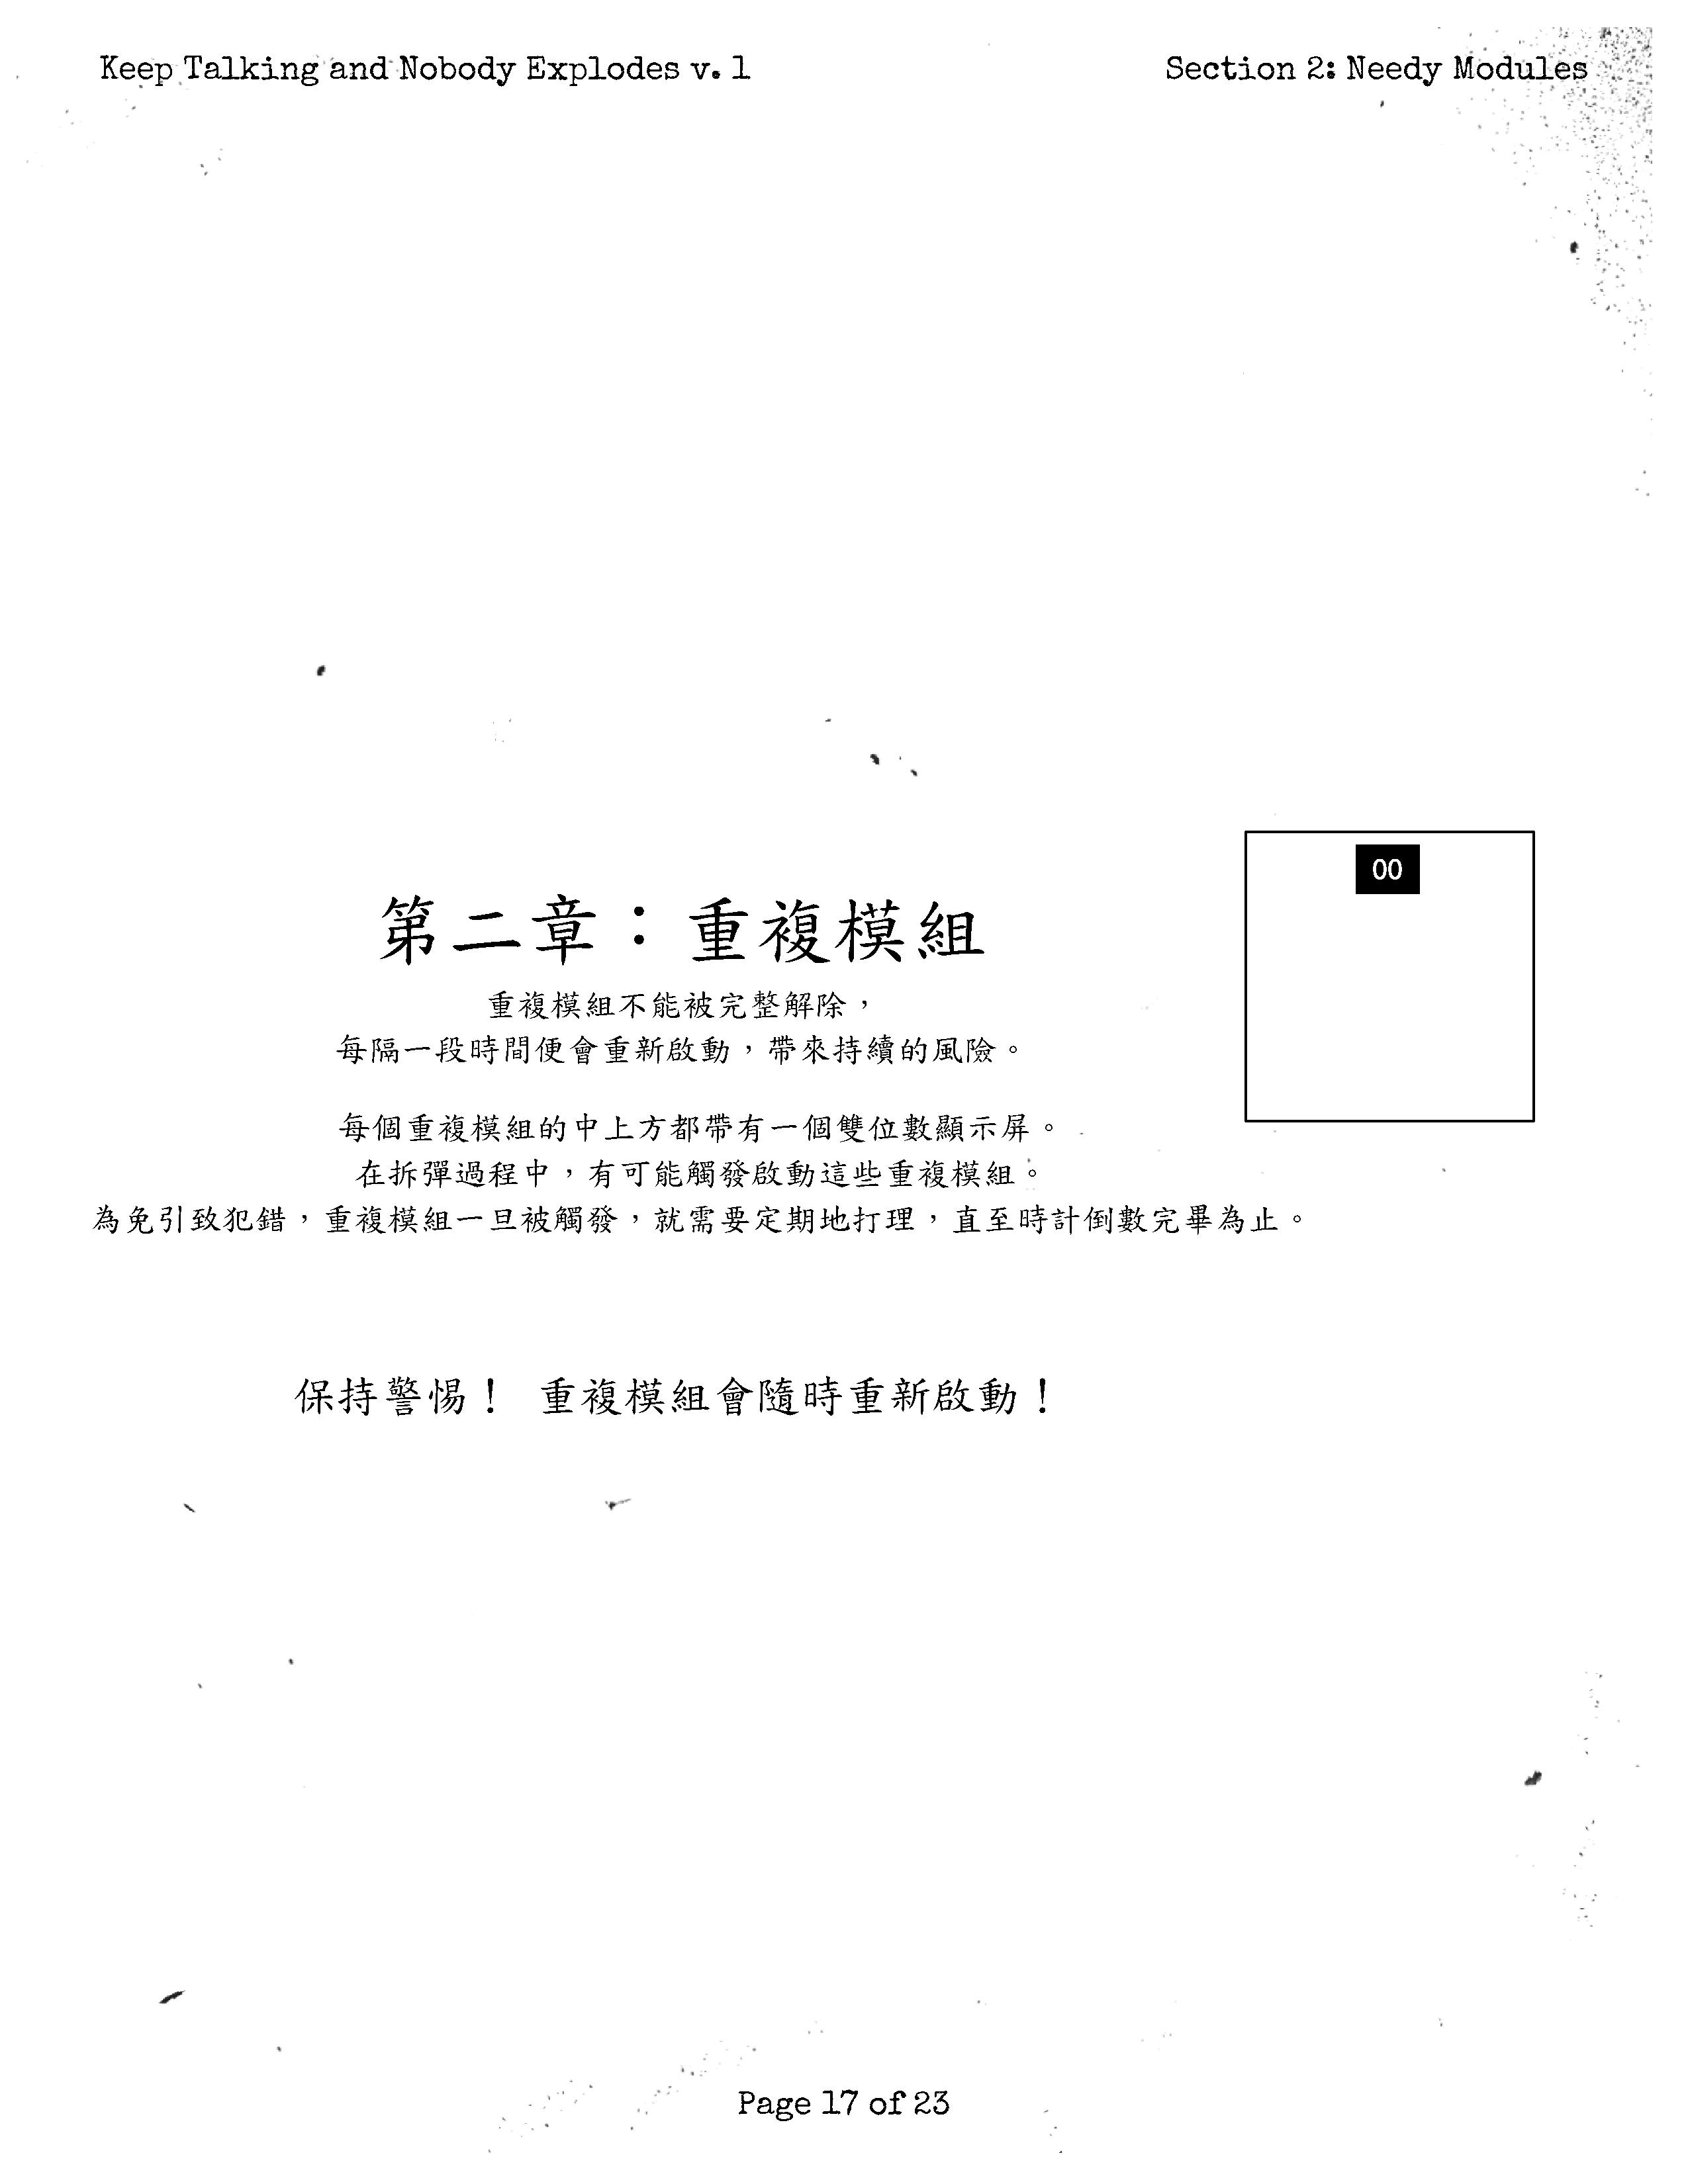 Keep Talking and Nobody Explodes v. 1
Section 2: Needy Modules
00
第二章：重複模組
重複模組不能被完整解除，
每隔一段時間便會重新啟動，帶來持續的風險。
每個重複模組的中上方都帶有一個雙位數顯示屏。
在拆彈過程中，有可能觸發啟動這些重複模組。
為免引致犯錯，重複模組一旦被觸發，就需要定期地打理，直至時計倒數完畢為止。
保持警惕！ 重複模組會隨時重新啟動！
Page 17 of 23